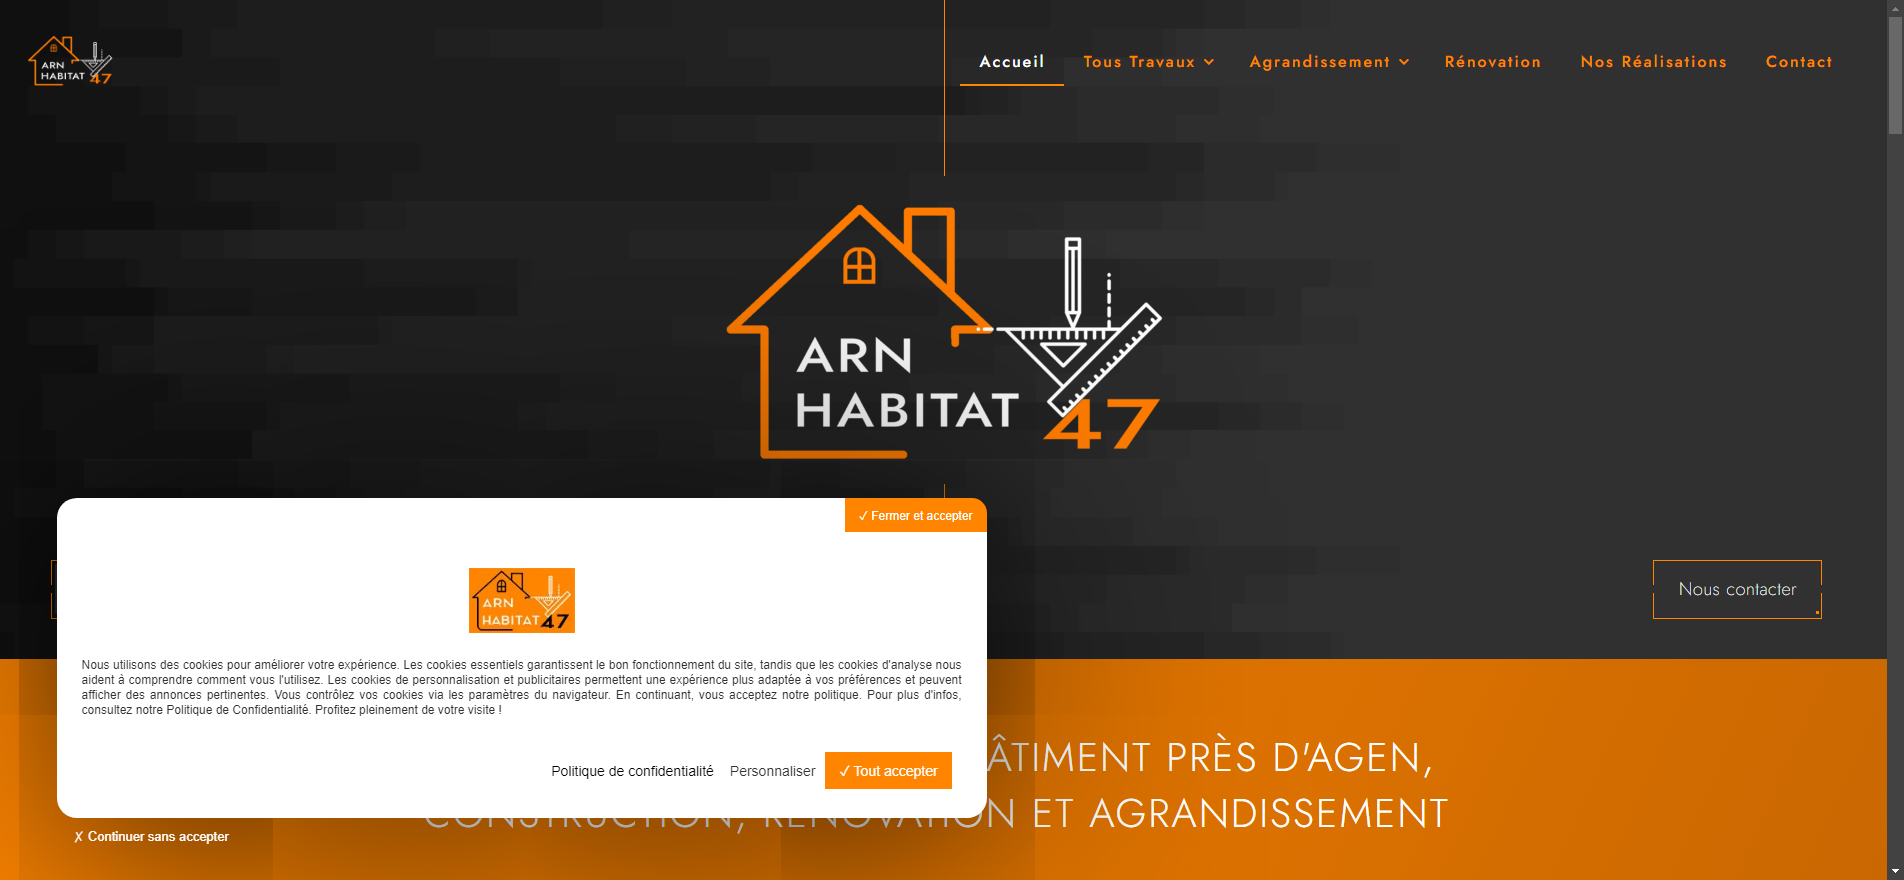 ARN
HABITAT
47
Accueil
Tous Travaux
Agrandissement
Rénovation
Nos Réalisations
Contact
ARN
HABITAT
47
✓ Fermer et accepter
Nous contacter
ARN
HABITAT
47
Nous utilisons des cookies pour améliorer votre expérience. Les cookies essentiels garantissent le bon fonctionnement du site, tandis que les cookies d'analyse nous
aident à comprendre comment vous l'utilisez. Les cookies de personnalisation et publicitaires permettent une expérience plus adaptée à vos préférences et peuvent
afficher des annonces pertinentes. Vous contrôlez vos cookies via les paramètres du navigateur. En continuant, vous acceptez notre politique. Pour plus d'infos,
consultez notre Politique de Confidentialité. Profitez pleinement de votre visite !
Politique de confidentialité
Personnaliser
✓ Tout accepter
ÂTIMENT PRÈS D'AGEN,
CONSTRUCTION, RÉNOVATION ET AGRANDISSEMENT
✗ Continuer sans accepter